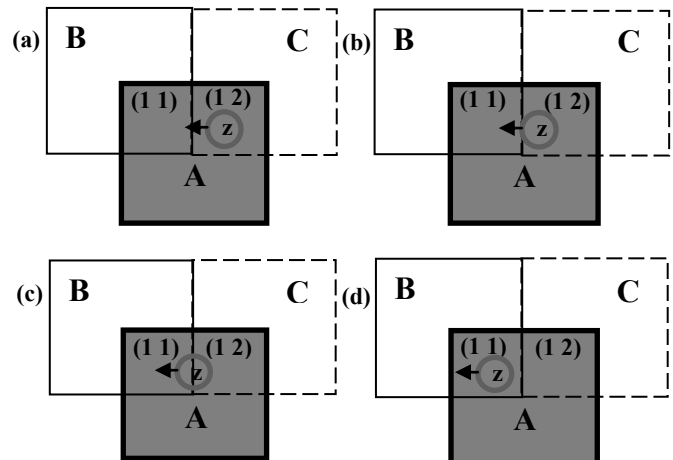 (a) B C
(1 1) (1 2)
z
A
(b) B C
(1 1) (1 2)
z
A
(c) B C
(1 1) (1 2)
z
A
(d) B C
(1 1) (1 2)
z
A